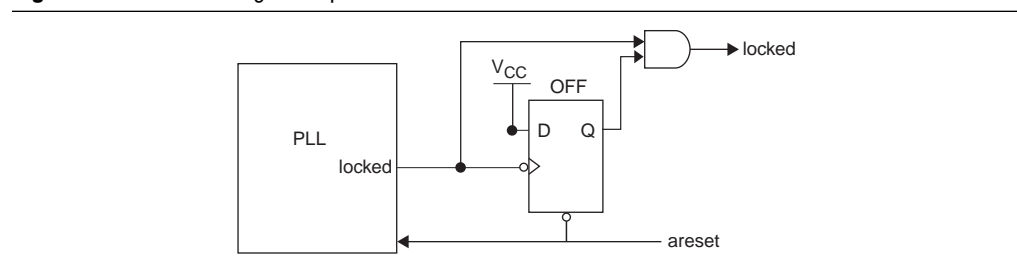 locked
VCC
OFF
D Q
PLL
locked
areset